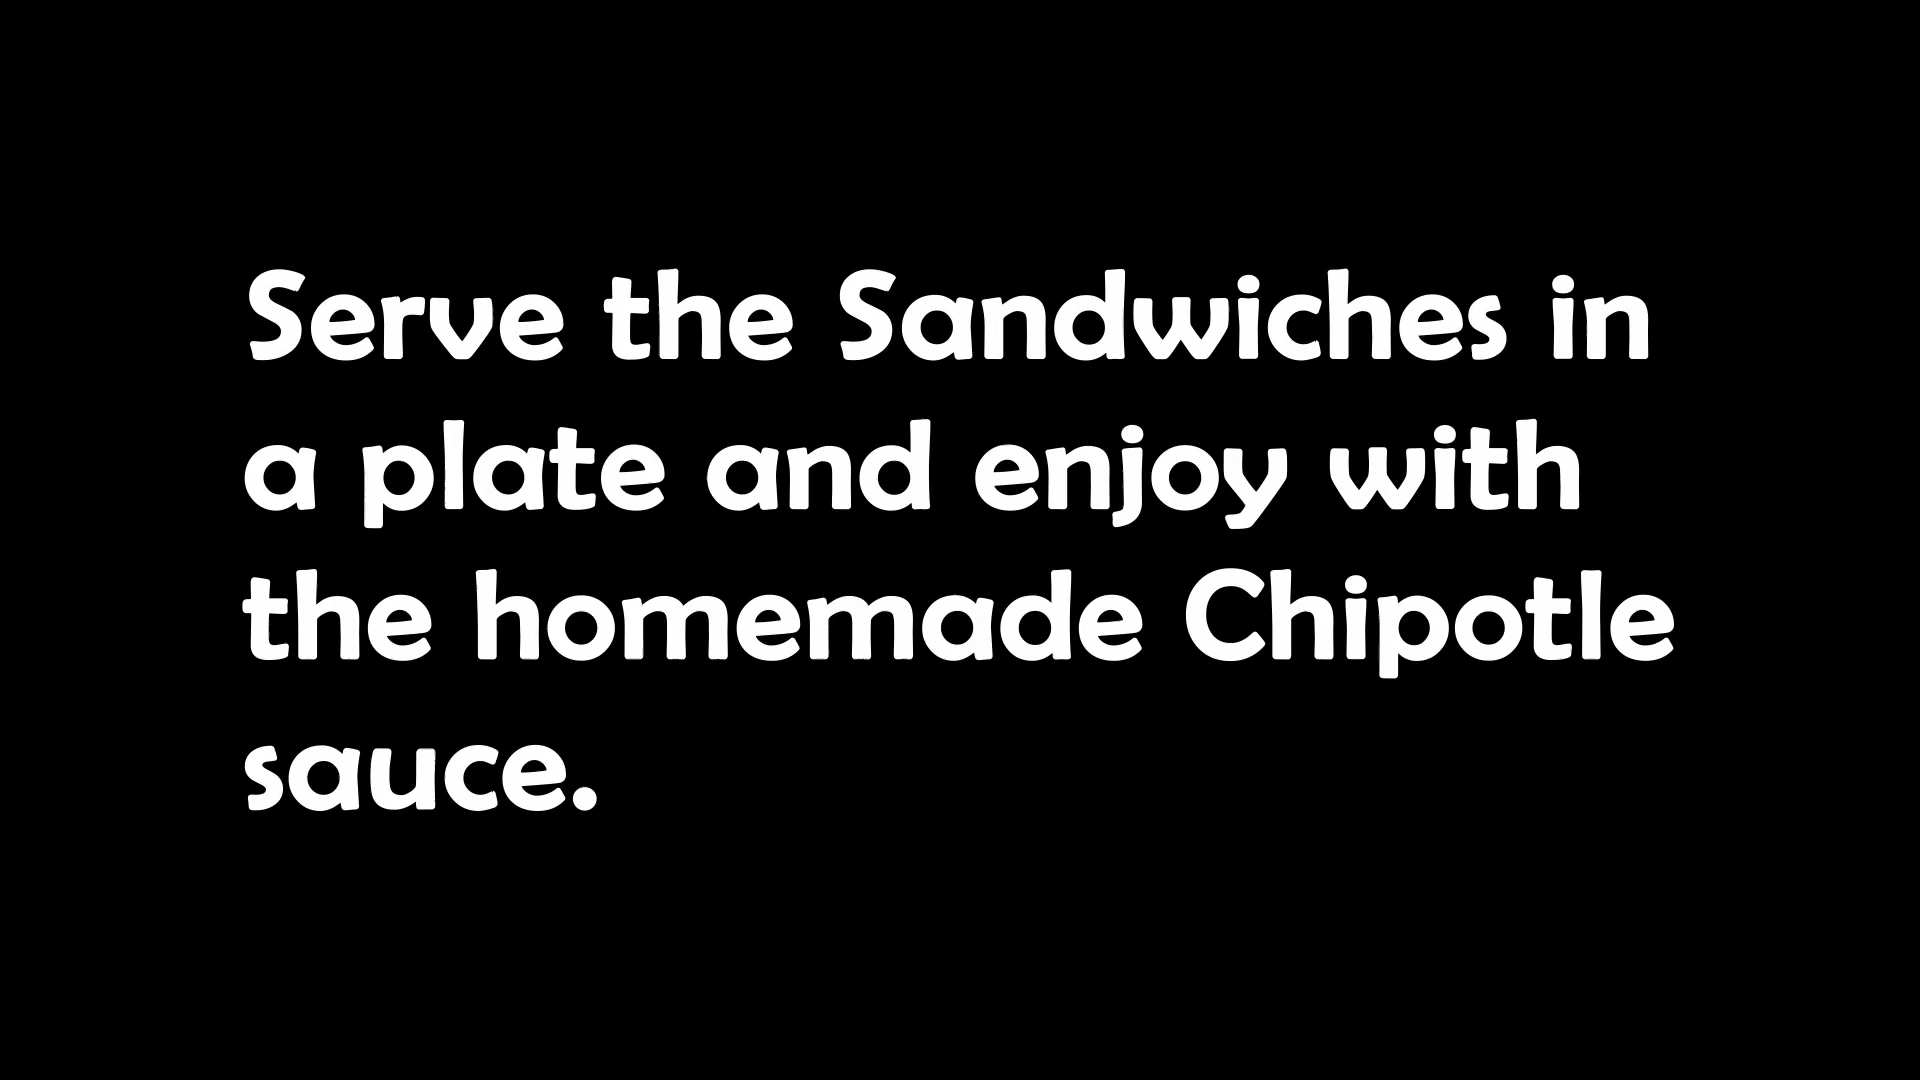 Serve the Sandwiches in
a plate and enjoy with
the homemade Chipotle
sauce.